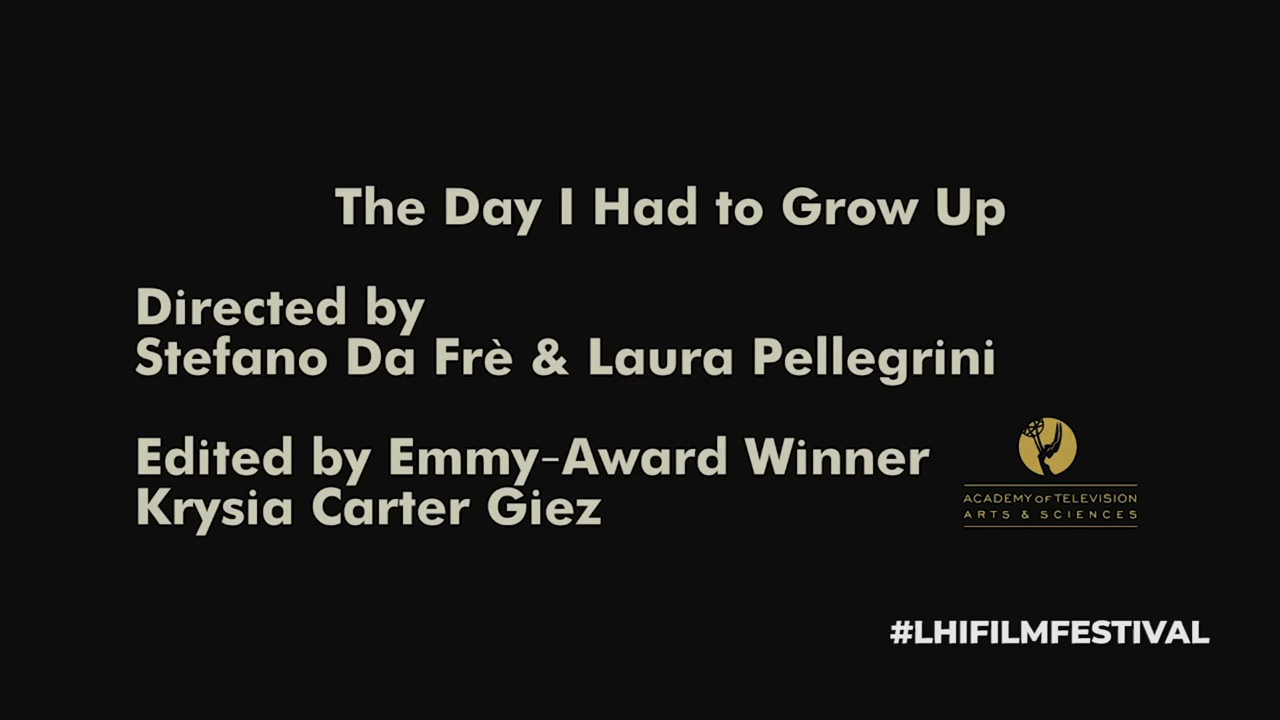 The Day I Had to Grow Up
Directed by
Stefano Da Frè & Laura Pellegrini
Edited by Emmy-Award Winner
Krysia Carter Giez
ACADEMY OF TELEVISION
ARTS & SCIENCES
#LHIFILMFESTIVAL